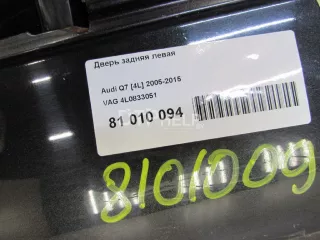 Дверь задняя левая
Audi Q7 [4L] 2005-2015
VAG 4L0833051
81 010 094
8101009